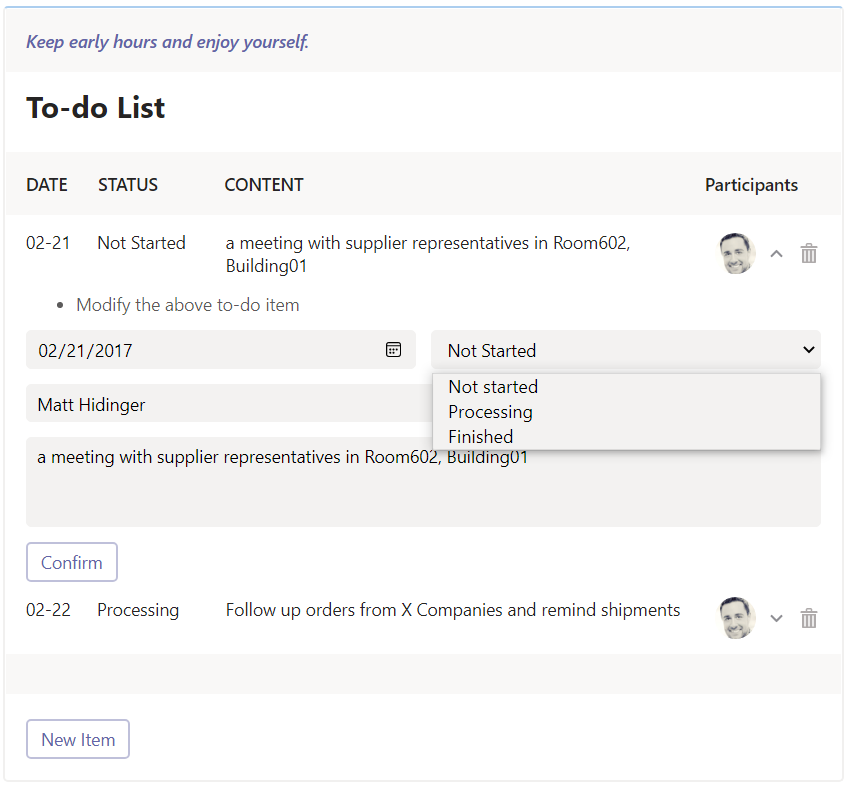 Keep early hours and enjoy yourself.
To-do List
DATE STATUS CONTENT Participants
02-21 Not Started a meeting with supplier representatives in Room602,
Building01
Modify the above to-do item
02/21/2017 Not Started
Not started
Processing
Finished
Matt Hidinger
a meeting with supplier representatives in Room602, Building01
Confirm
02-22 Processing Follow up orders from X Companies and remind shipments
New Item